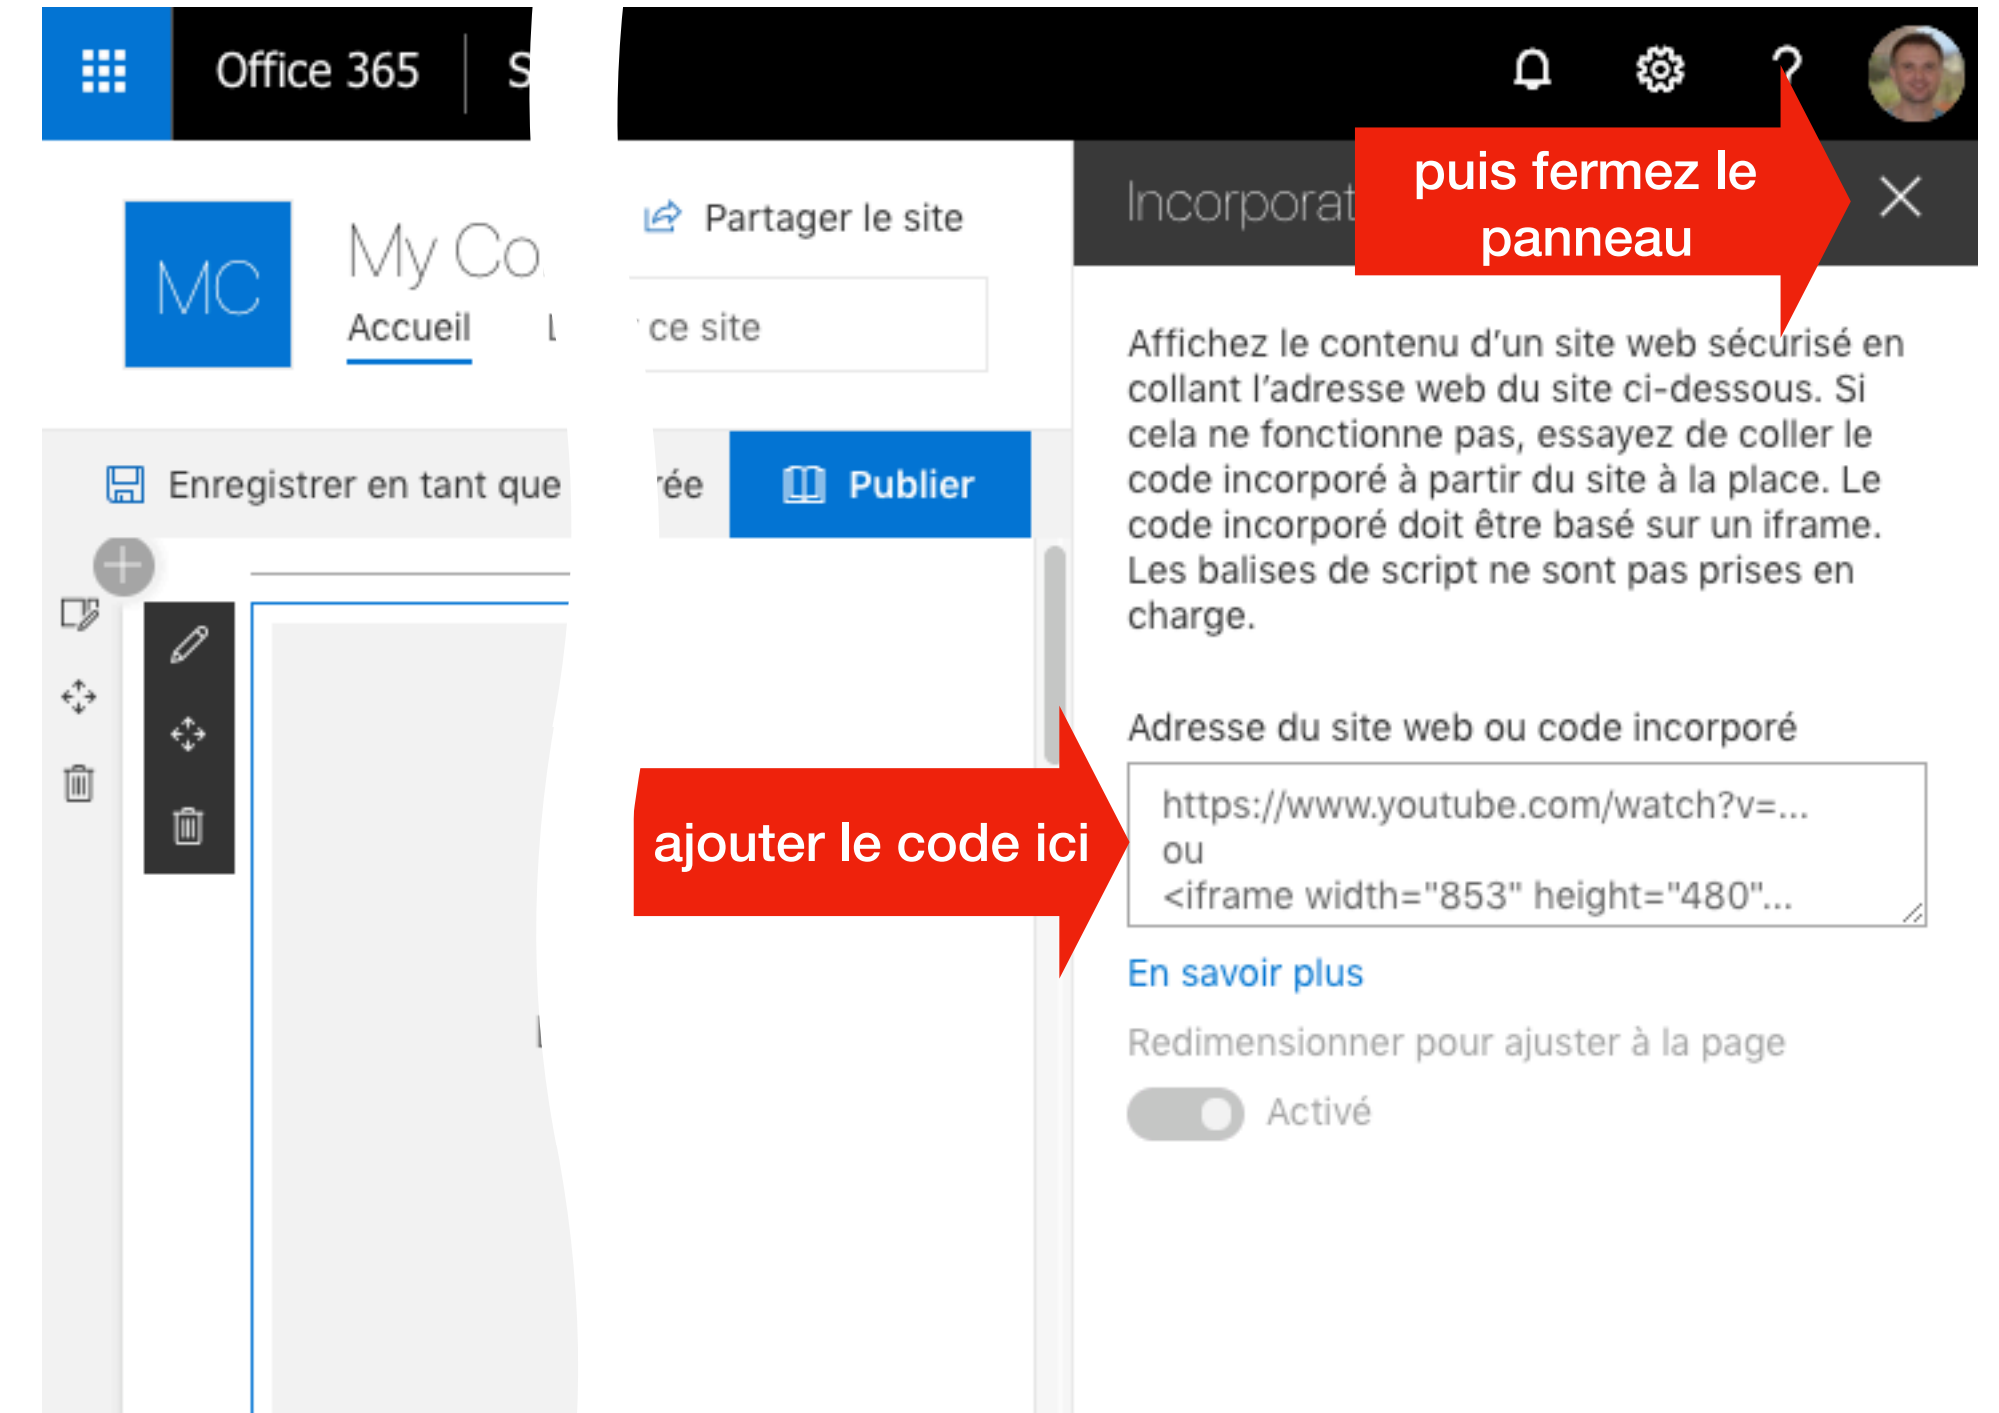 Office 365
S
puis fermez le
panneau
Incorporat
Partager le site
MC
My Co
Accueil
ce site
Affichez le contenu d'un site web sécurisé en
collant l'adresse web du site ci-dessous. Si
cela ne fonctionne pas, essayez de coller le
code incorporé à partir du site à la place. Le
code incorporé doit être basé sur un iframe.
Les balises de script ne sont pas prises en
charge.
Enregistrer en tant que
rée
Publier
Adresse du site web ou code incorporé
https://www.youtube.com/watch?v=...
ou
<iframe width="853" height="480"...
ajouter le code ici
En savoir plus
Redimensionner pour ajuster à la page
Activé